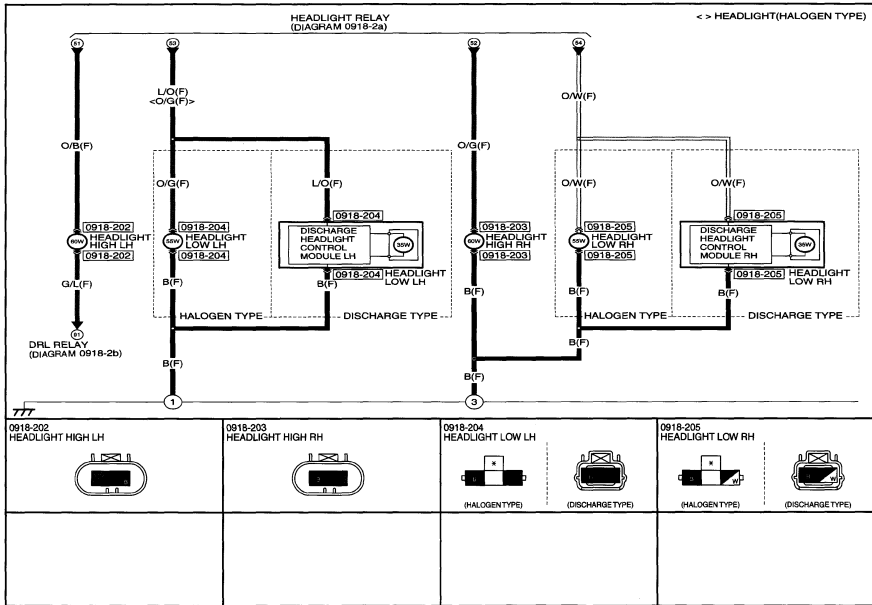 HEADLIGHT RELAY
(DIAGRAM 0918-2a)
< > HEADLIGHT(HALOGEN TYPE)
51
53
52
54
L/O(F)
<O/G(F)>
O/W(F)
O/B(F)
O/G(F)
O/G(F)
L/O(F)
O/W(F)
O/W(F)
0918-202
60W
HEADLIGHT
HIGH LH
0918-202
0918-204
55W
HEADLIGHT
LOW LH
0918-204
0918-204
DISCHARGE
HEADLIGHT
CONTROL
MODULE LH
35W
0918-204
HEADLIGHT
LOW LH
0918-203
60W
HEADLIGHT
HIGH RH
0918-203
0918-205
55W
HEADLIGHT
LOW RH
0918-205
0918-205
DISCHARGE
HEADLIGHT
CONTROL
MODULE RH
35W
0918-205
HEADLIGHT
LOW RH
G/L(F)
B(F)
B(F)
B(F)
B(F)
B(F)
HALOGEN TYPE
DISCHARGE TYPE
HALOGEN TYPE
DISCHARGE TYPE
DRL RELAY
(DIAGRAM 0918-2b)
B(F)
B(F)
B(F)
1
3
0918-202
HEADLIGHT HIGH LH
0918-203
HEADLIGHT HIGH RH
0918-204
HEADLIGHT LOW LH
*
(HALOGEN TYPE)
(DISCHARGE TYPE)
0918-205
HEADLIGHT LOW RH
*
W
W
(HALOGEN TYPE)
(DISCHARGE TYPE)